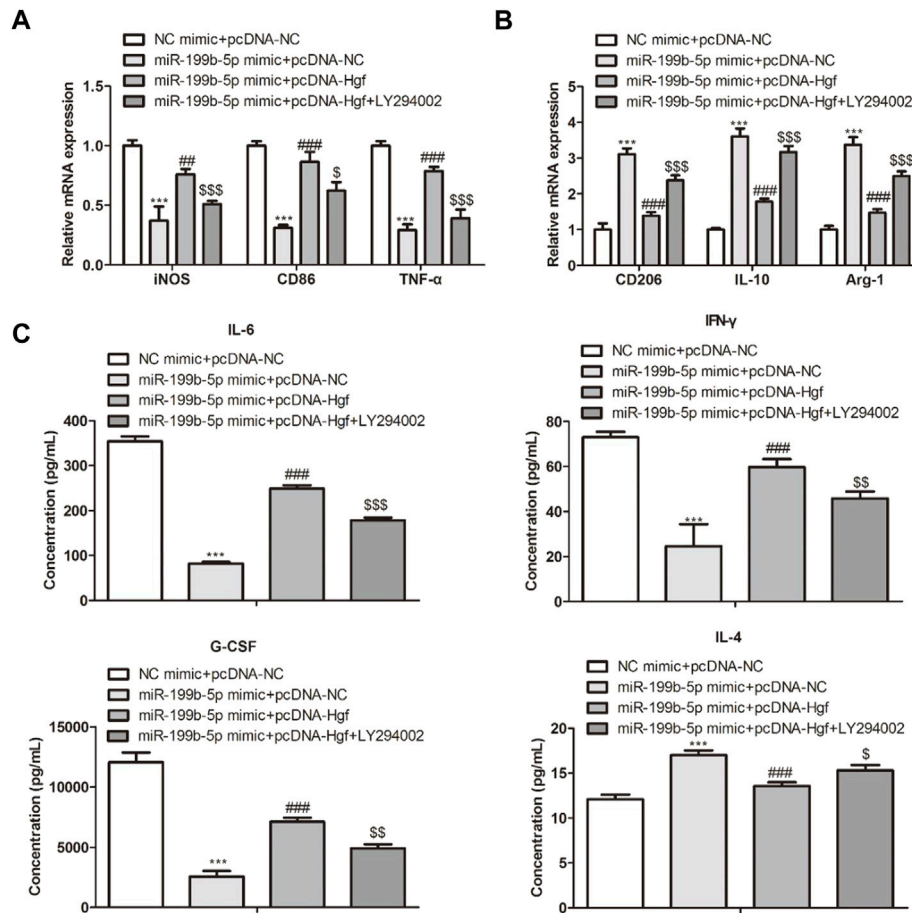 A
NC mimic+pcDNA-NC
miR-199b-5p mimic+pcDNA-NC
miR-199b-5p mimic+pcDNA-Hgf
miR-199b-5p mimic+pcDNA-Hgf+LY294002
Relative mRNA expression
1.5
1.0
0.5
0.0
*** ## $$$
*** ### $
*** ### $$$
iNOS CD86 TNF-α
B
NC mimic+pcDNA-NC
miR-199b-5p mimic+pcDNA-NC
miR-199b-5p mimic+pcDNA-Hgf
miR-199b-5p mimic+pcDNA-Hgf+LY294002
Relative mRNA expression
5
4
3
2
1
0
*** ### $$$
*** ### $$$
*** ### $$$
CD206 IL-10 Arg-1
C
IL-6
NC mimic+pcDNA-NC
miR-199b-5p mimic+pcDNA-NC
miR-199b-5p mimic+pcDNA-Hgf
miR-199b-5p mimic+pcDNA-Hgf+LY294002
Concentration (pg/mL)
400
300
200
100
0
*** ### $$$
IFN-γ
NC mimic+pcDNA-NC
miR-199b-5p mimic+pcDNA-NC
miR-199b-5p mimic+pcDNA-Hgf
miR-199b-5p mimic+pcDNA-Hgf+LY294002
Concentration (pg/mL)
80
60
40
20
0
*** ### $$
G-CSF
NC mimic+pcDNA-NC
miR-199b-5p mimic+pcDNA-NC
miR-199b-5p mimic+pcDNA-Hgf
miR-199b-5p mimic+pcDNA-Hgf+LY294002
Concentration (pg/mL)
15000
10000
5000
0
*** ### $$
IL-4
NC mimic+pcDNA-NC
miR-199b-5p mimic+pcDNA-NC
miR-199b-5p mimic+pcDNA-Hgf
miR-199b-5p mimic+pcDNA-Hgf+LY294002
Concentration (pg/mL)
20
15
10
5
0
*** ### $